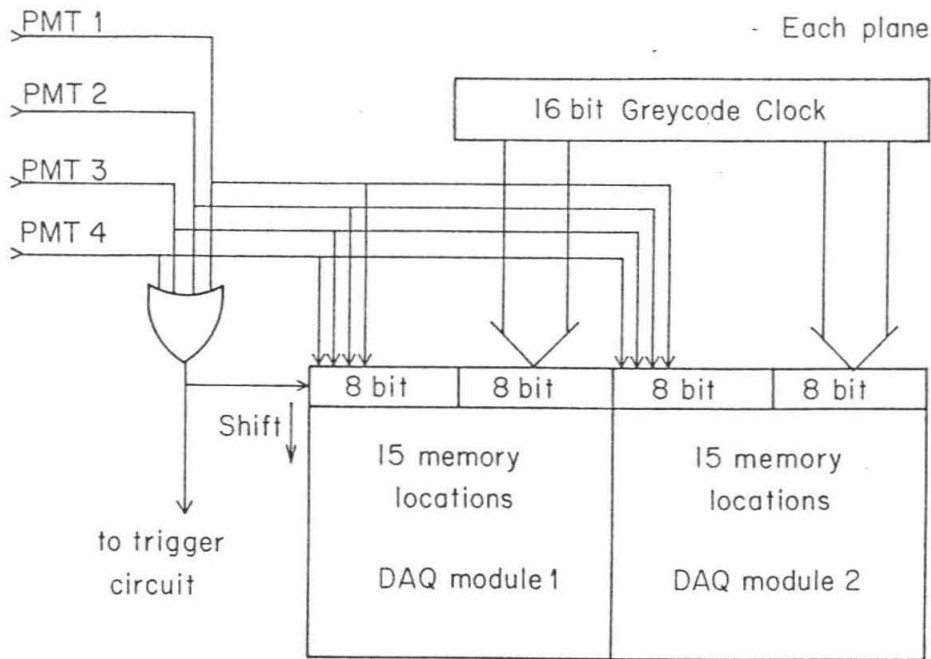 PMT 1
- Each plane
PMT 2
16 bit Greycode Clock
PMT 3
PMT 4
8 bit
8 bit
8 bit
8 bit
Shift
15 memory
locations
15 memory
locations
to trigger
circuit
DAQ module 1
DAQ module 2